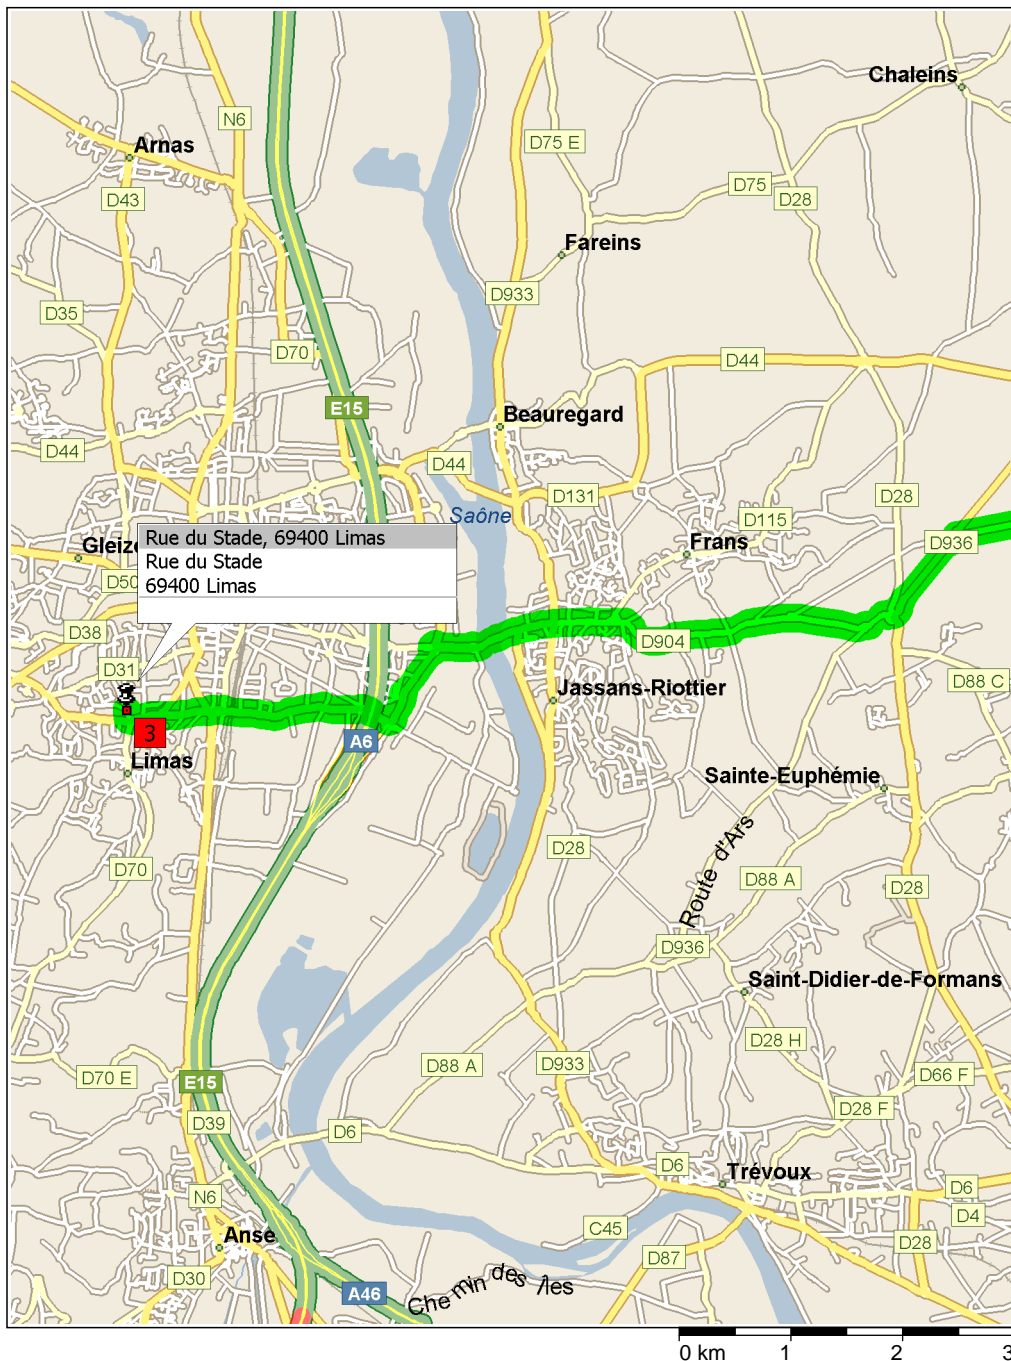 Chaleins
N6
D75 E
Arnas
D75
D43
D28
Fareins
D933
D35
D70
D44
E15
Beauregard
D44
D44
D131
D28
Saône
D115
Rue du Stade, 69400 Limas
Frans
D936
Gleize
Rue du Stade
D50
69400 Limas
D38
D904
D31
D88 C
Jassans-Riottier
3
A6
Limas
Sainte-Euphémie
D28
Route d'Ars
D70
D88 A
D28
D936
Saint-Didier-de-Formans
D28 H
D88 A
D933
D70 E
E15
D66 F
D28 F
D39
D6
D6
Trévoux
D6
N6
D4
C45
Anse
D28
D87
D30
Chemin des Îles
A46
0 km 1 2 3